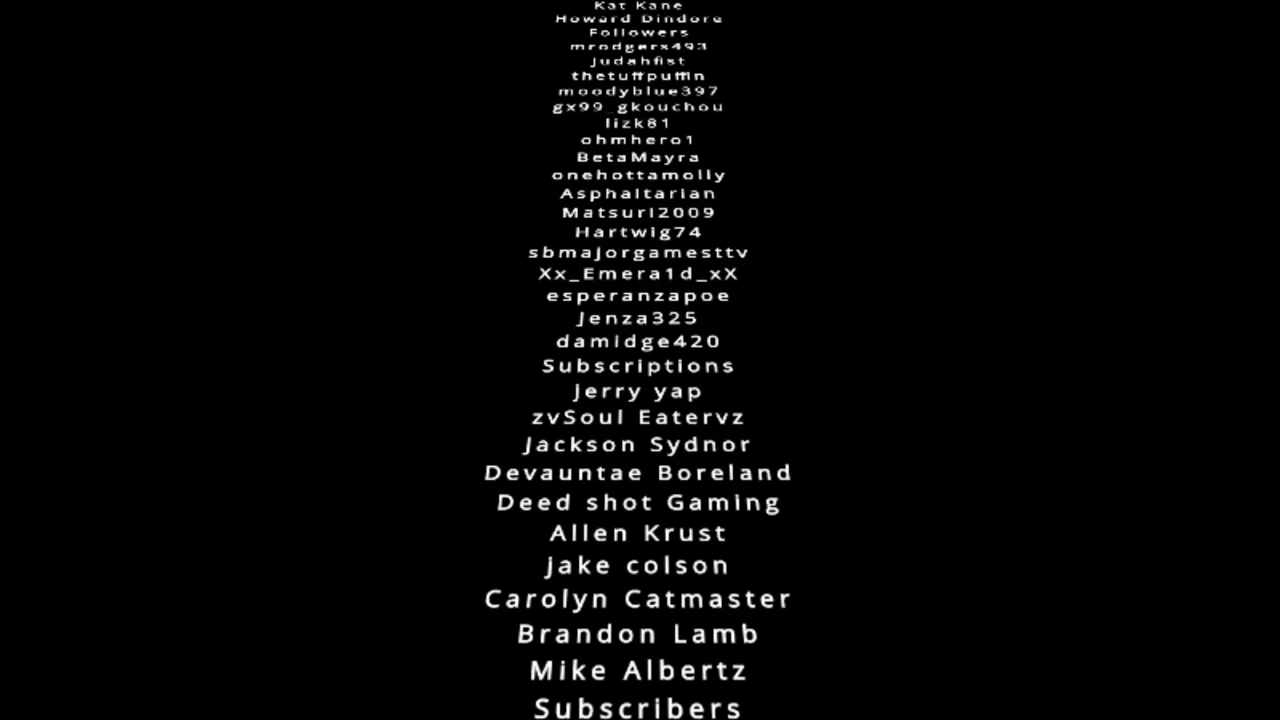 Kat Kane
Howard Dindore
Followers
mrodgerx493
Judahfist
thetuffpuffin
moodyblue397
gx99_gkouchou
lizk81
ohmhero1
BetaMayra
onehottamolly
Asphaltarian
Matsuri2009
Hartwig74
sbmajorgamesttv
Xx_Emera1d_xX
esperanzapoe
Jenza325
damidge420
Subscriptions
jerry yap
zvSoul Eatervz
Jackson Sydnor
Devauntae Boreland
Deed shot Gaming
Allen Krust
jake colson
Carolyn Catmaster
Brandon Lamb
Mike Albertz
Subscribers